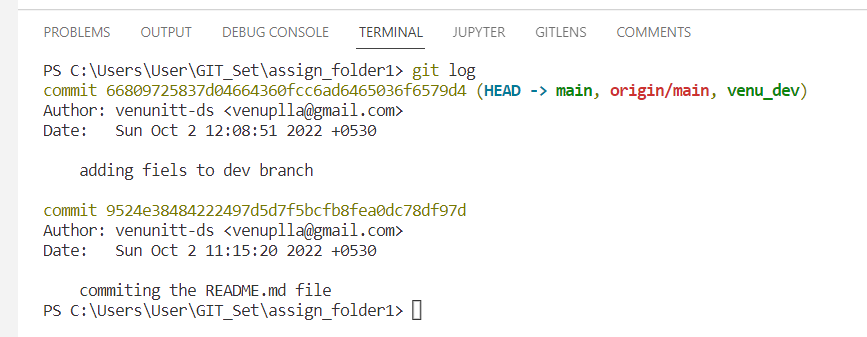 PROBLEMS OUTPUT DEBUG CONSOLE TERMINAL JUPYTER GITLENS COMMENTS
PS C:\Users\User\GIT_Set\assign_folder1> git log
commit 66809725837d04664360fcc6ad6465036f6579d4 (HEAD -> main, origin/main, venu_dev)
Author: venunitt-ds <venuplla@gmail.com>
Date:   Sun Oct 2 12:08:51 2022 +0530
    adding fiels to dev branch
commit 9524e38484222497d5d7f5bcfb8fea0dc78df97d
Author: venunitt-ds <venuplla@gmail.com>
Date:   Sun Oct 2 11:15:20 2022 +0530
    commiting the README.md file
PS C:\Users\User\GIT_Set\assign_folder1>